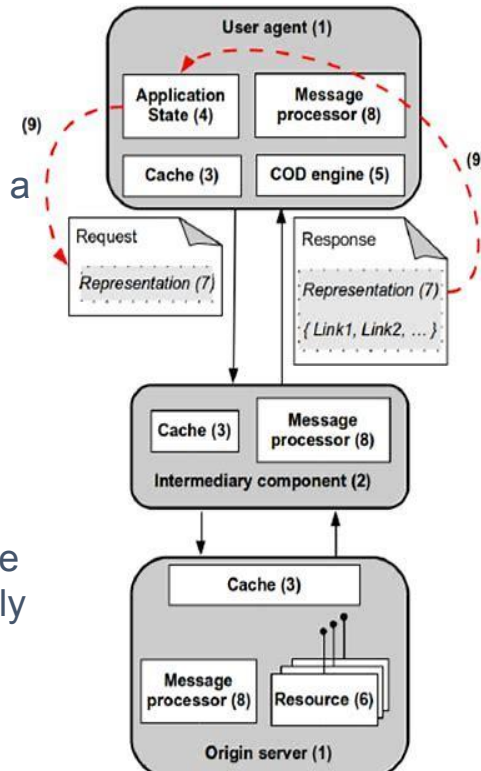 User agent (1)
Application
State (4)
Message
processor (8)
(9)
(9
Cache (3)
COD engine (5)
a
Request
Representation (7)
Response
Representation (7)
{ Link1, Link2, ... }
Cache (3)
Message
processor (8)
Intermediary component (2)
e
ly
Cache (3)
Message
processor (8)
Resource (6)
Origin server (1)